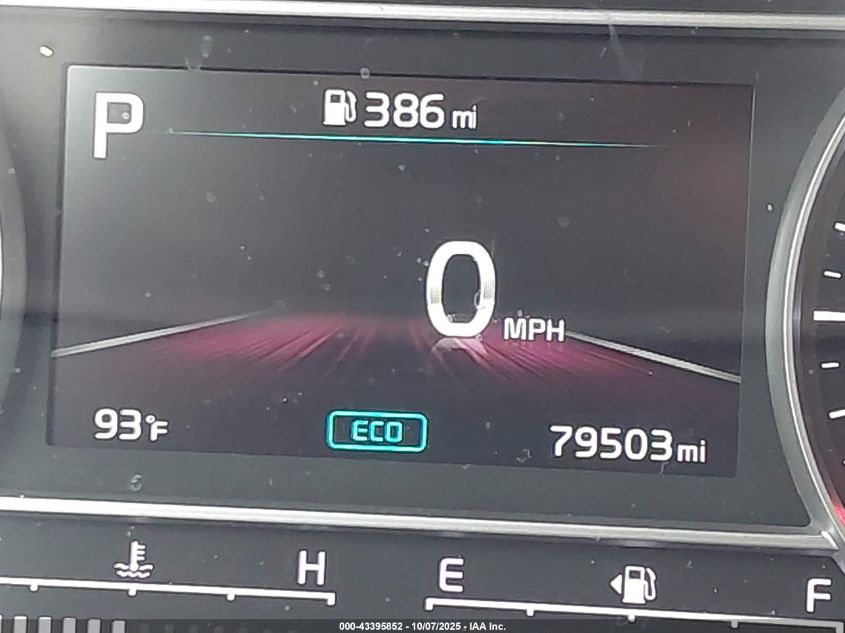 P
386 mi
0 MPH
93°F
ECO
79503 mi
H
E
F
000-43395852 - 10/07/2025 - IAA Inc.